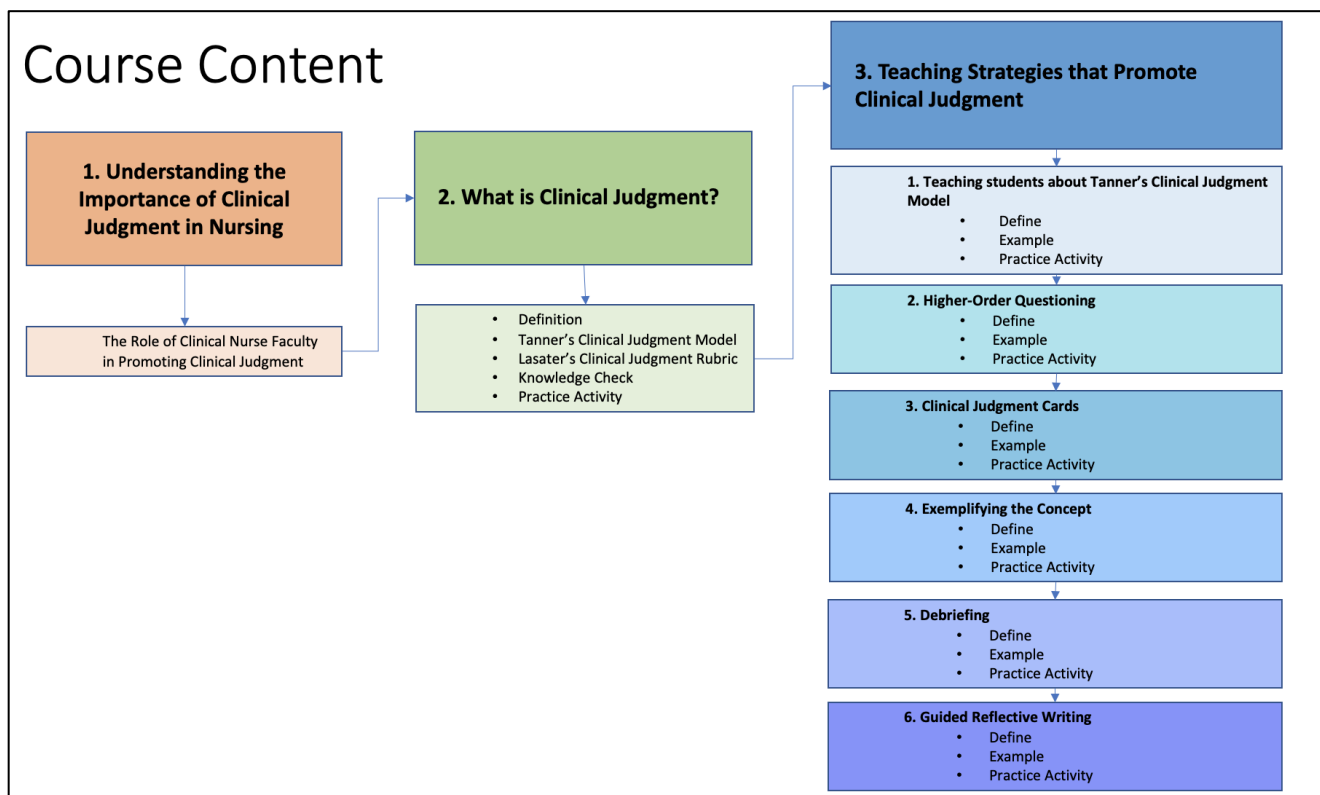 Course Content
1. Understanding the
Importance of Clinical
Judgment in Nursing
The Role of Clinical Nurse Faculty
in Promoting Clinical Judgment
2. What is Clinical Judgment?
• Definition
• Tanner’s Clinical Judgment Model
• Lasater’s Clinical Judgment Rubric
• Knowledge Check
• Practice Activity
3. Teaching Strategies that Promote
Clinical Judgment
1. Teaching students about Tanner’s Clinical Judgment
Model
• Define
• Example
• Practice Activity
2. Higher-Order Questioning
• Define
• Example
• Practice Activity
3. Clinical Judgment Cards
• Define
• Example
• Practice Activity
4. Exemplifying the Concept
• Define
• Example
• Practice Activity
5. Debriefing
• Define
• Example
• Practice Activity
6. Guided Reflective Writing
• Define
• Example
• Practice Activity